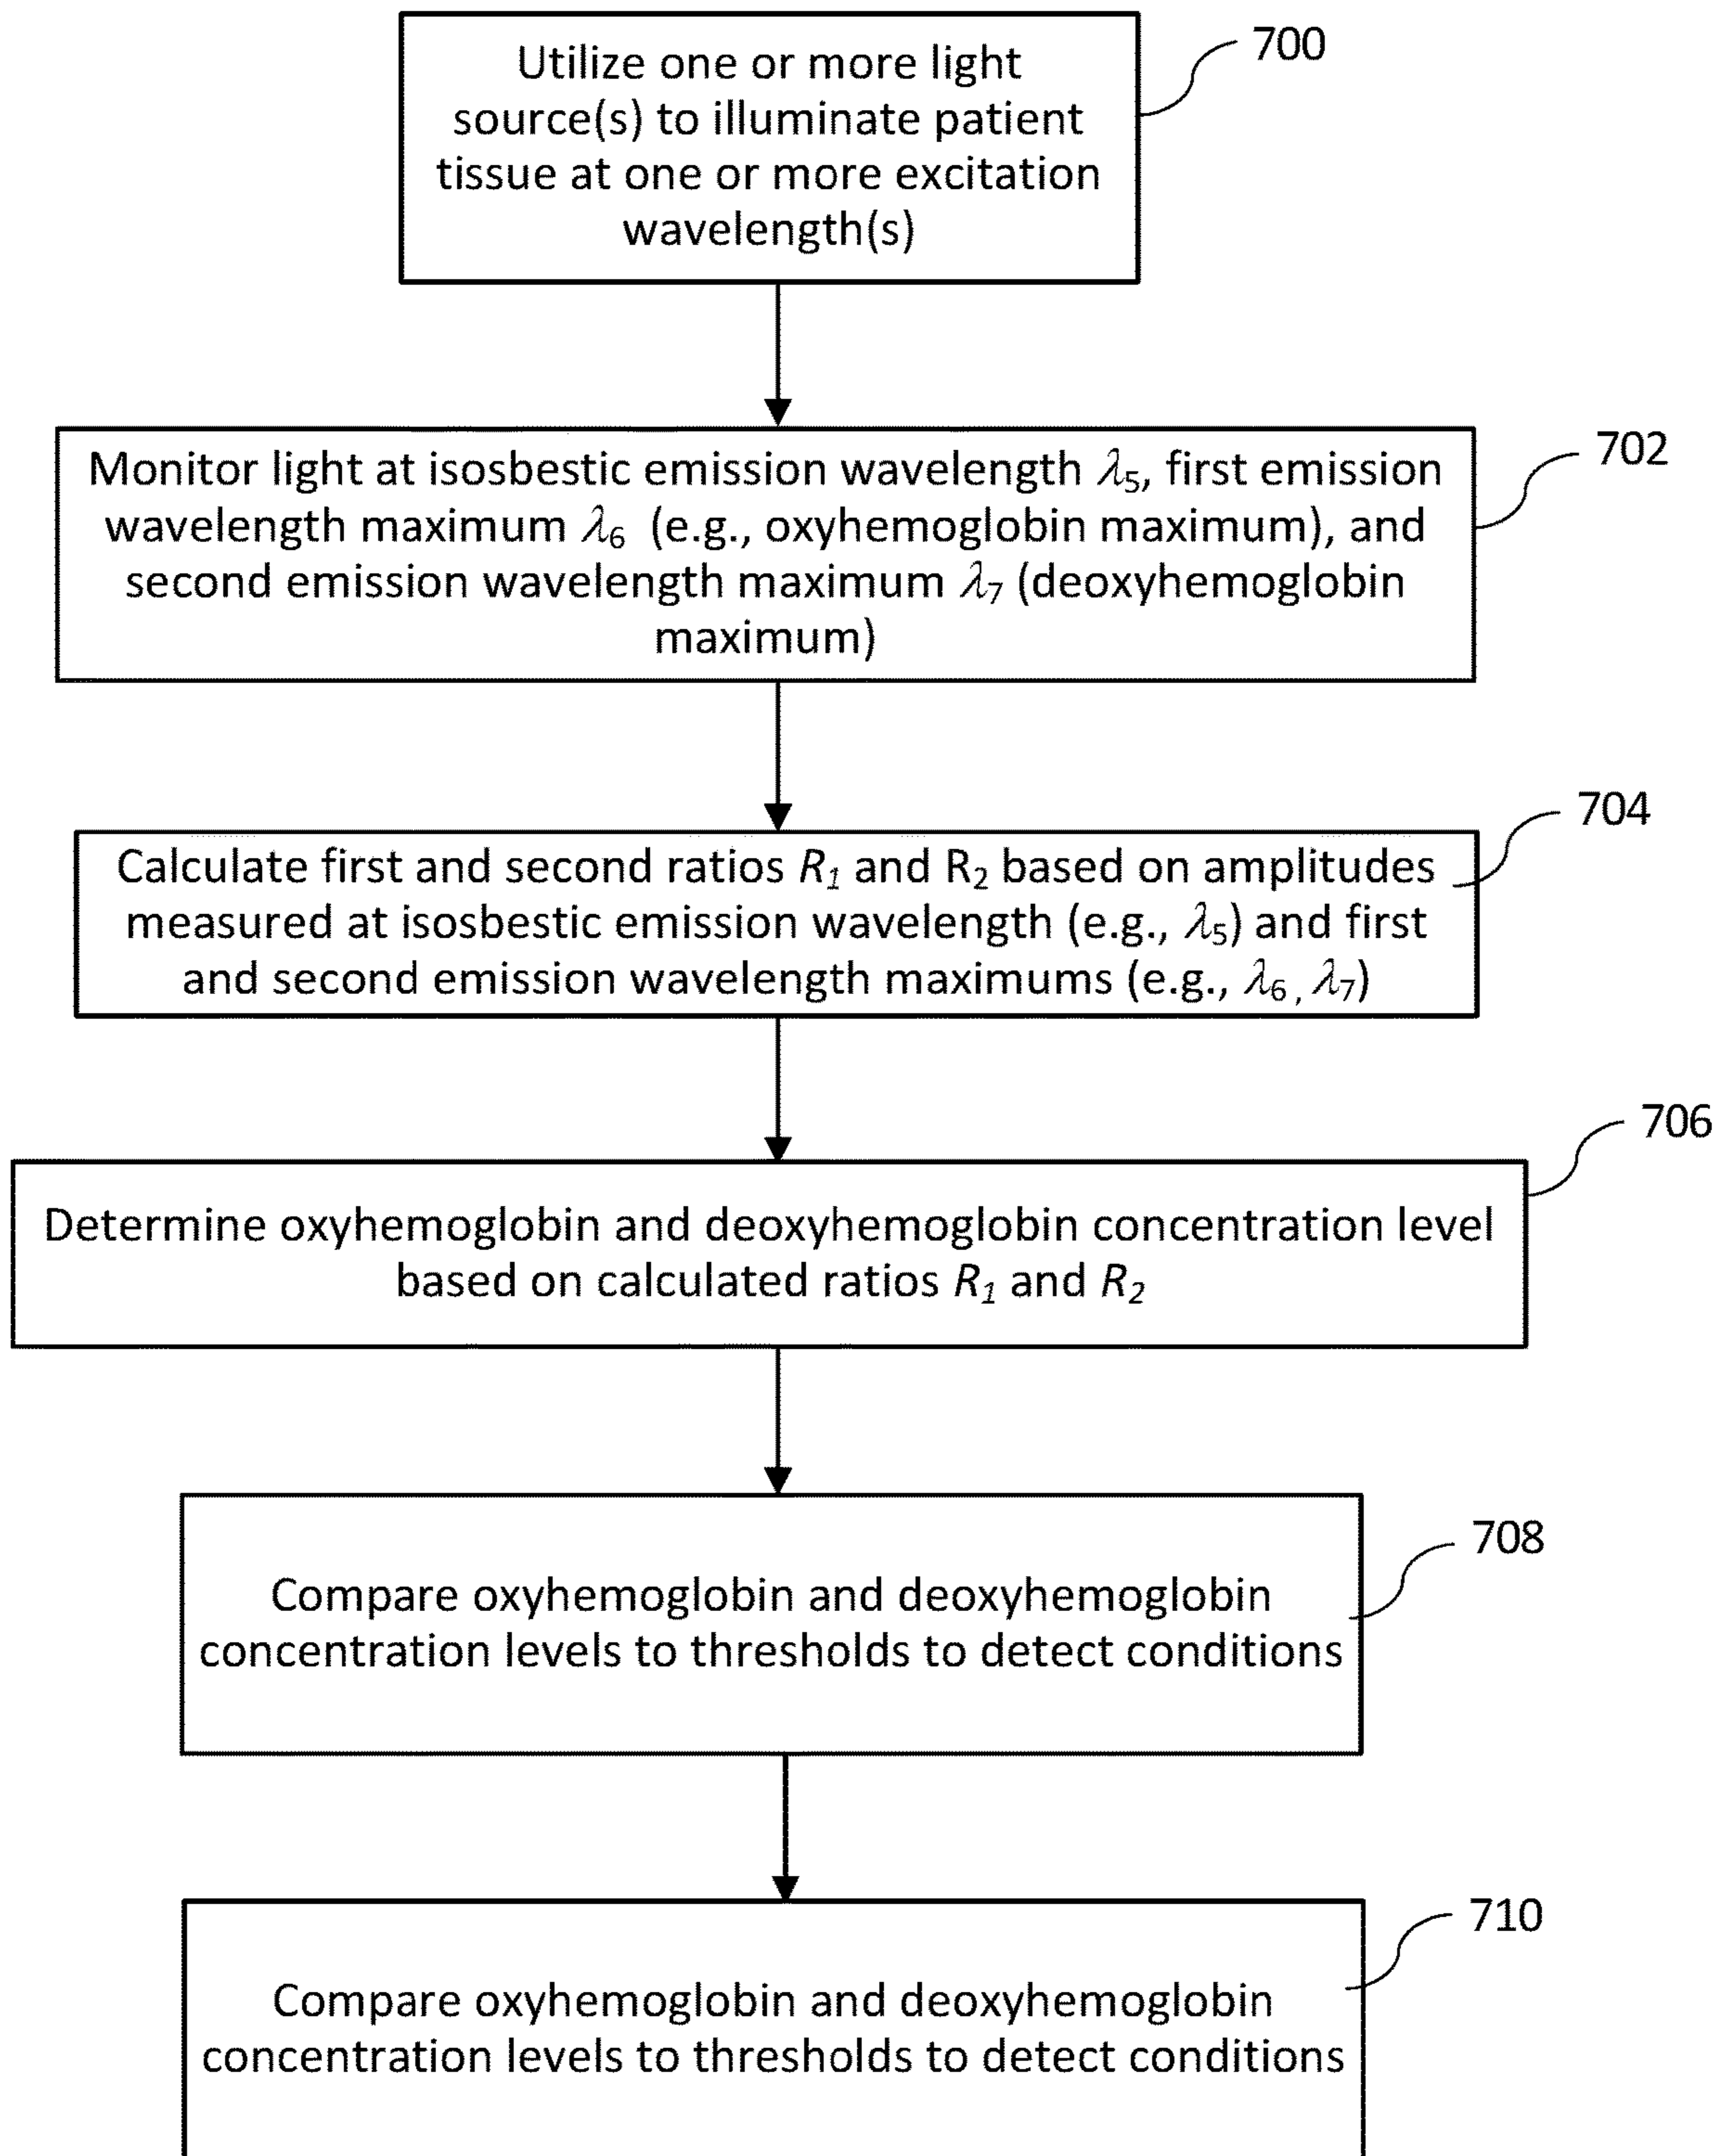 700
Utilize one or more light
source(s) to illuminate patient
tissue at one or more excitation
wavelength(s)
702
Monitor light at isosbestic emission wavelength λ₅, first emission
wavelength maximum λ₆ (e.g., oxyhemoglobin maximum), and
second emission wavelength maximum λ₇ (deoxyhemoglobin
maximum)
704
Calculate first and second ratios R₁ and R₂ based on amplitudes
measured at isosbestic emission wavelength (e.g., λ₅) and first
and second emission wavelength maximums (e.g., λ₆ , λ₇)
706
Determine oxyhemoglobin and deoxyhemoglobin concentration level
based on calculated ratios R₁ and R₂
708
Compare oxyhemoglobin and deoxyhemoglobin
concentration levels to thresholds to detect conditions
710
Compare oxyhemoglobin and deoxyhemoglobin
concentration levels to thresholds to detect conditions